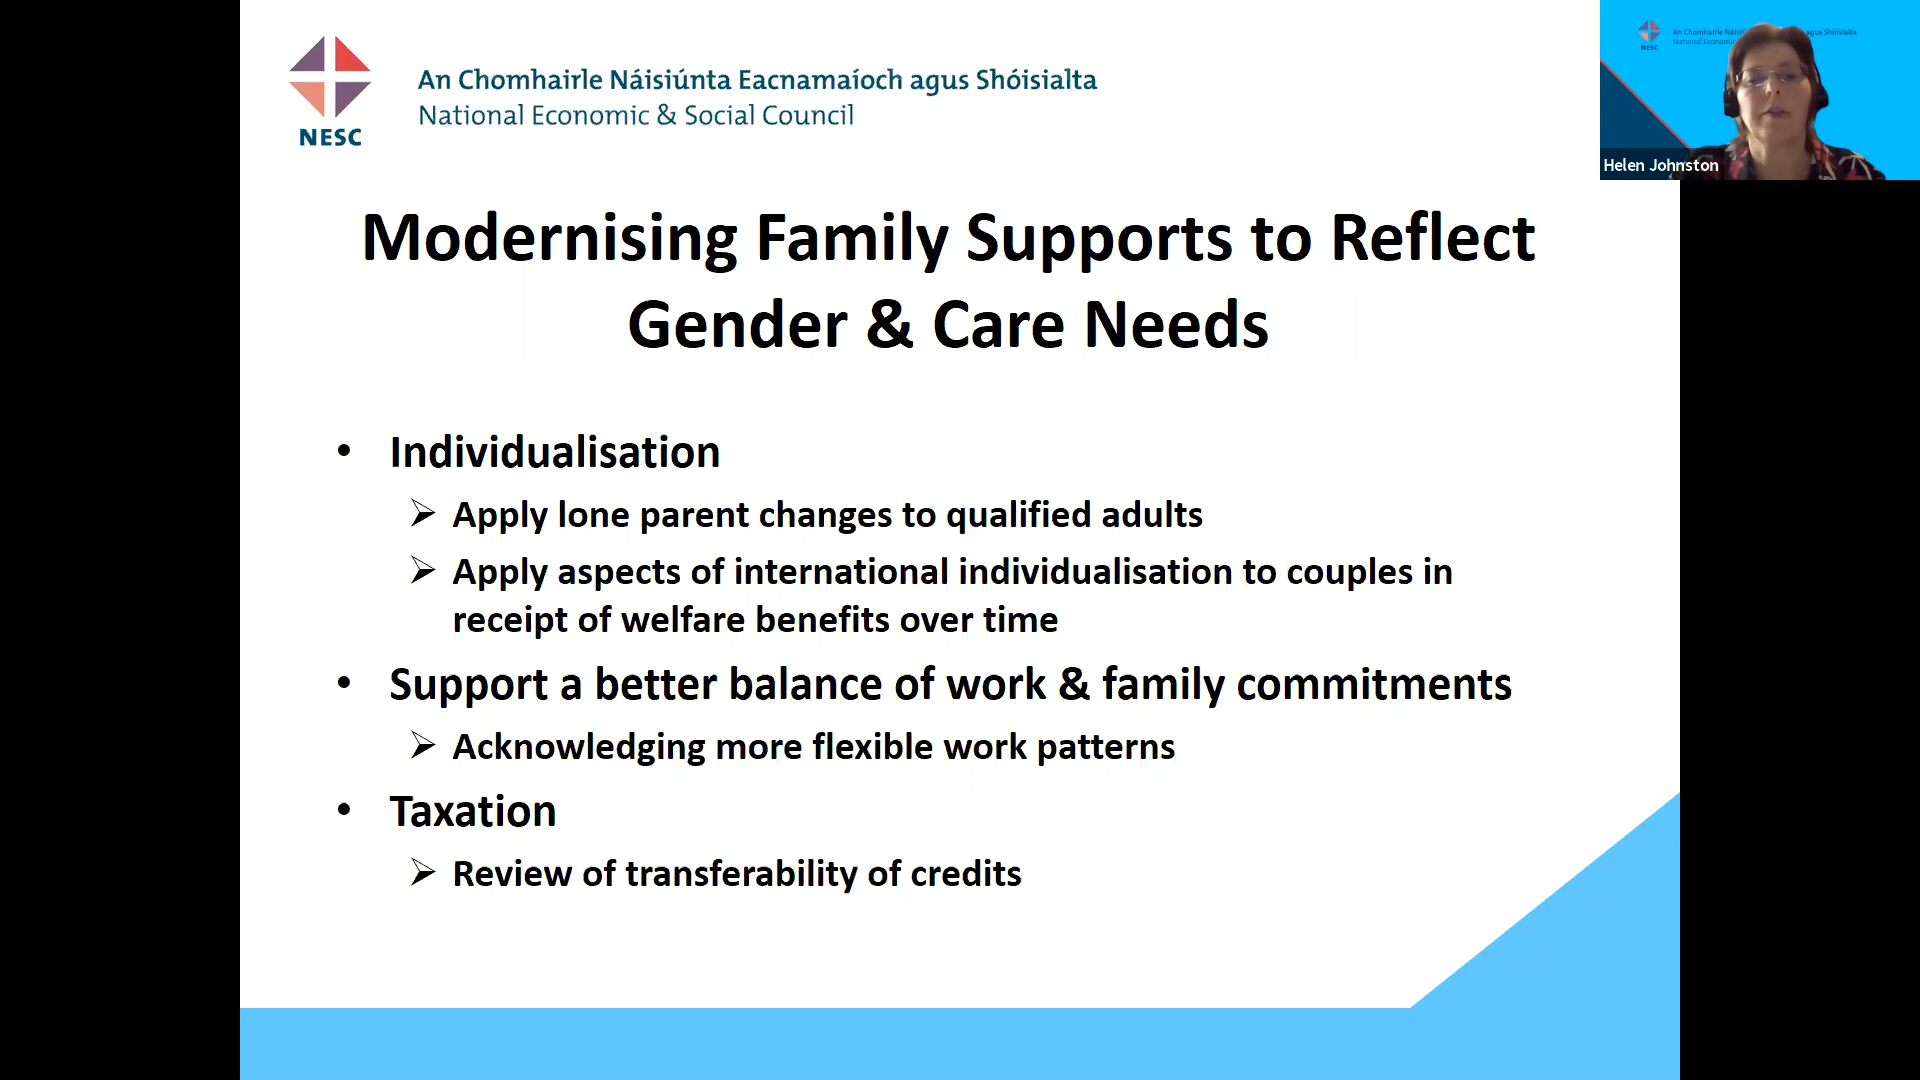 NESC
An Chomhairle Náisiúnta Eacnamaíoch agus Shóisialta
National Economic & Social Council
Helen Johnston
Modernising Family Supports to Reflect
Gender & Care Needs
• Individualisation
➢ Apply lone parent changes to qualified adults
➢ Apply aspects of international individualisation to couples in
receipt of welfare benefits over time
• Support a better balance of work & family commitments
➢ Acknowledging more flexible work patterns
• Taxation
➢ Review of transferability of credits